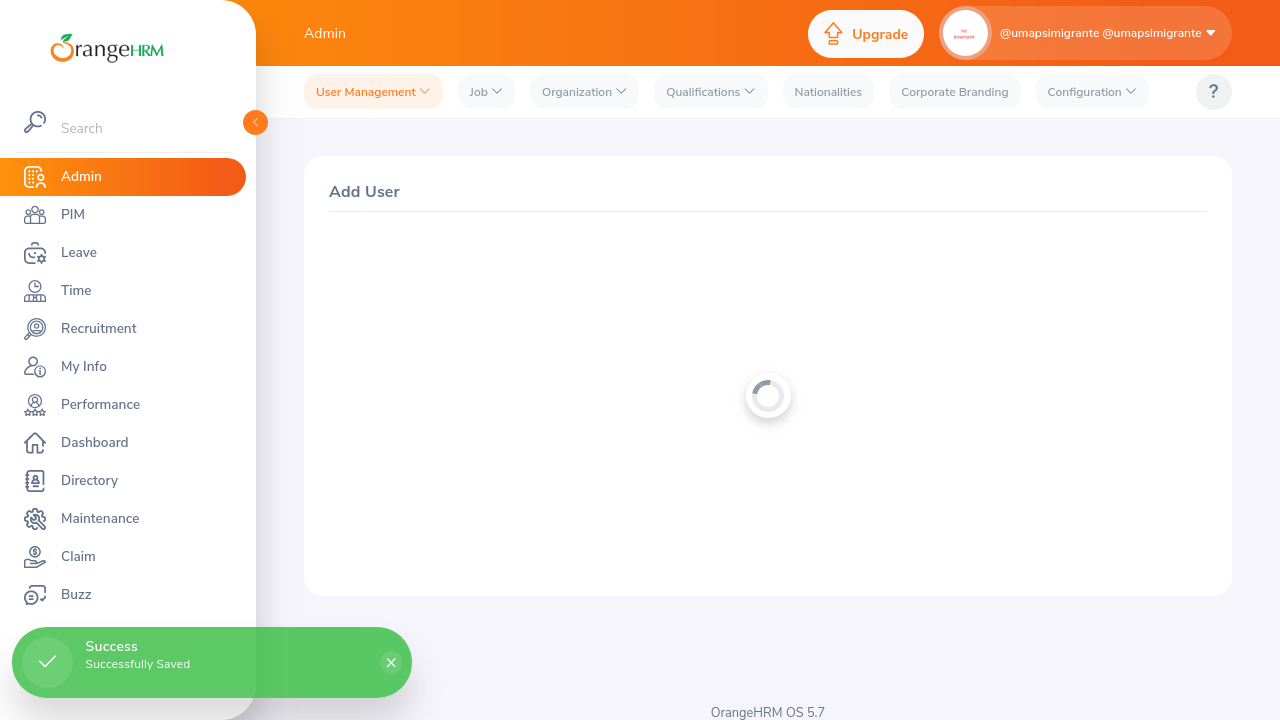 OrangeHRM
Admin
Upgrade
@umapsimigrante @umapsimigrante
User Management
Job
Organization
Qualifications
Nationalities
Corporate Branding
Configuration
?
Search
Admin
PIM
Leave
Time
Recruitment
My Info
Performance
Dashboard
Directory
Maintenance
Claim
Buzz
Add User
Success
Successfully Saved
OrangeHRM OS 5.7